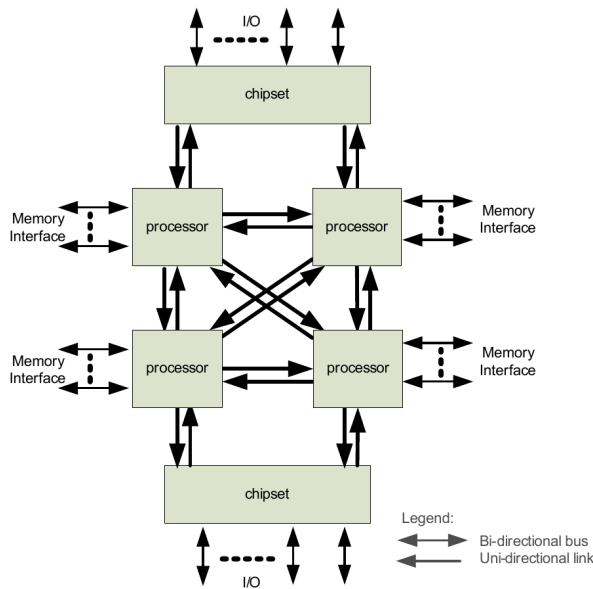 I/O
chipset
Memory
Interface
processor
processor
Memory
Interface
Memory
Interface
processor
processor
Memory
Interface
chipset
I/O
Legend:
Bi-directional bus
Uni-directional link